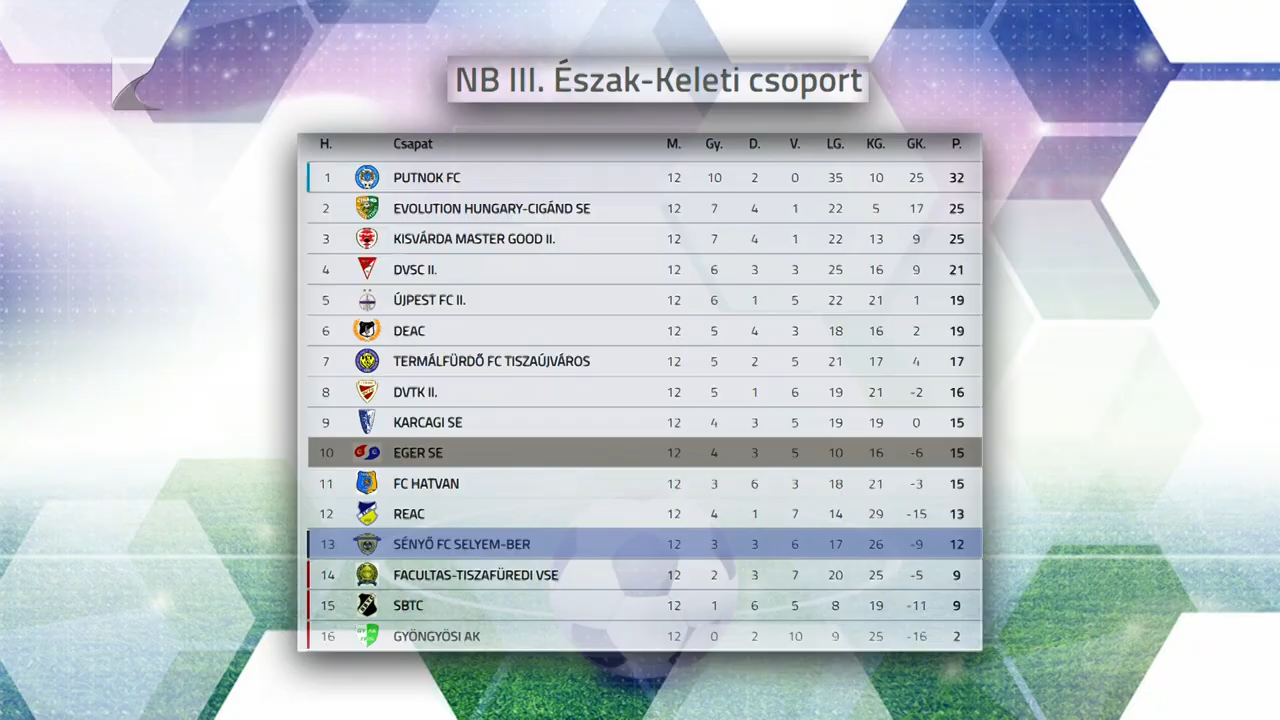 NB III. Észak-Keleti csoport
H. Csapat M. Gy. D. V. LG. KG. GK. P.
1 PUTNOK FC 12 10 2 0 35 10 25 32
2 EVOLUTION HUNGARY-CIGÁND SE 12 7 4 1 22 5 17 25
3 KISVÁRDA MASTER GOOD II. 12 7 4 1 22 13 9 25
4 DVSC II. 12 6 3 3 25 16 9 21
5 ÚJPEST FC II. 12 6 1 5 22 21 1 19
6 DEAC 12 5 4 3 18 16 2 19
7 TERMÁLFÜRDŐ FC TISZAÚJVÁROS 12 5 2 5 21 17 4 17
8 DVTK II. 12 5 1 6 19 21 -2 16
9 KARCAGI SE 12 4 3 5 19 19 0 15
10 EGER SE 12 4 3 5 10 16 -6 15
11 FC HATVAN 12 3 6 3 18 21 -3 15
12 REAC 12 4 1 7 14 29 -15 13
13 SÉNYŐ FC SELYEM-BER 12 3 3 6 17 26 -9 12
14 FACULTAS-TISZAFÜREDI VSE 12 2 3 7 20 25 -5 9
15 SBTC 12 1 6 5 8 19 -11 9
16 GYÖNGYÖSI AK 12 0 2 10 9 25 -16 2